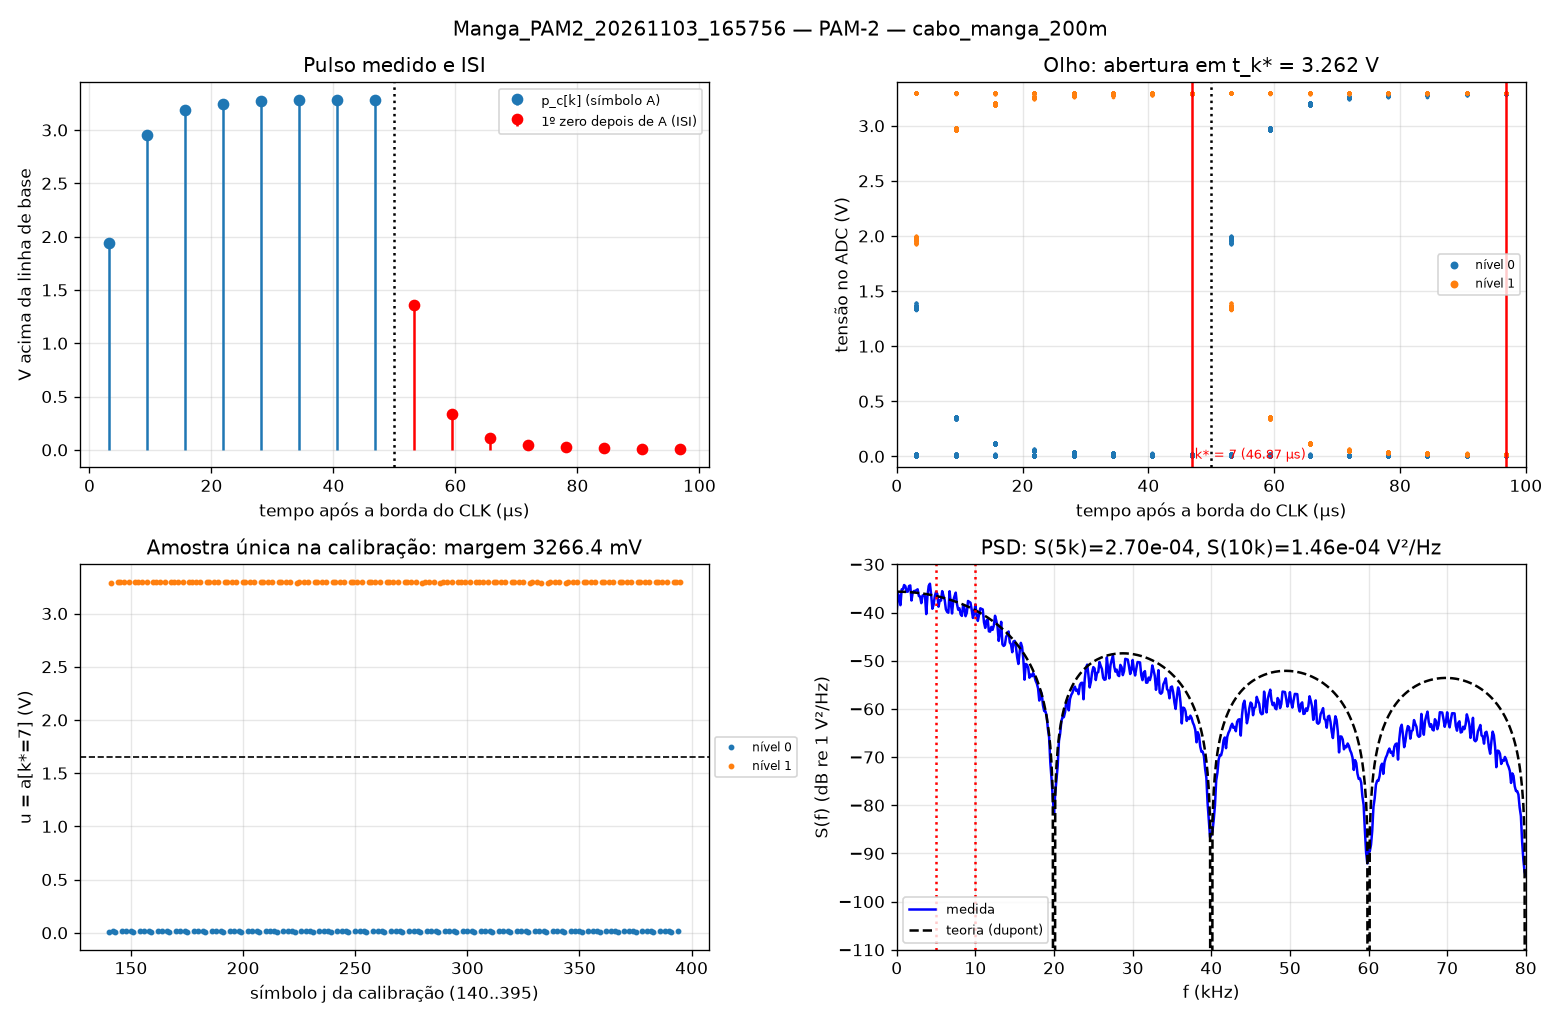 Manga_PAM2_20261103_165756 — PAM-2 — cabo_manga_200m
Pulso medido e ISI
V acima da linha de base
3.0
2.5
2.0
1.5
1.0
0.5
0.0
p_c[k] (símbolo A)
1º zero depois de A (ISI)
0 20 40 60 80 100
tempo após a borda do CLK (µs)
Olho: abertura em t_k* = 3.262 V
tensão no ADC (V)
3.0
2.5
2.0
1.5
1.0
0.5
0.0
nível 0
nível 1
k* = 7 (46.87 µs)
0 20 40 60 80 100
tempo após a borda do CLK (µs)
Amostra única na calibração: margem 3266.4 mV
u = a[k*=7] (V)
3.0
2.5
2.0
1.5
1.0
0.5
0.0
nível 0
nível 1
150 200 250 300 350 400
símbolo j da calibração (140..395)
PSD: S(5k)=2.70e-04, S(10k)=1.46e-04 V²/Hz
S(f) (dB re 1 V²/Hz)
−30
−40
−50
−60
−70
−80
−90
−100
−110
medida
teoria (dupont)
0 10 20 30 40 50 60 70 80
f (kHz)